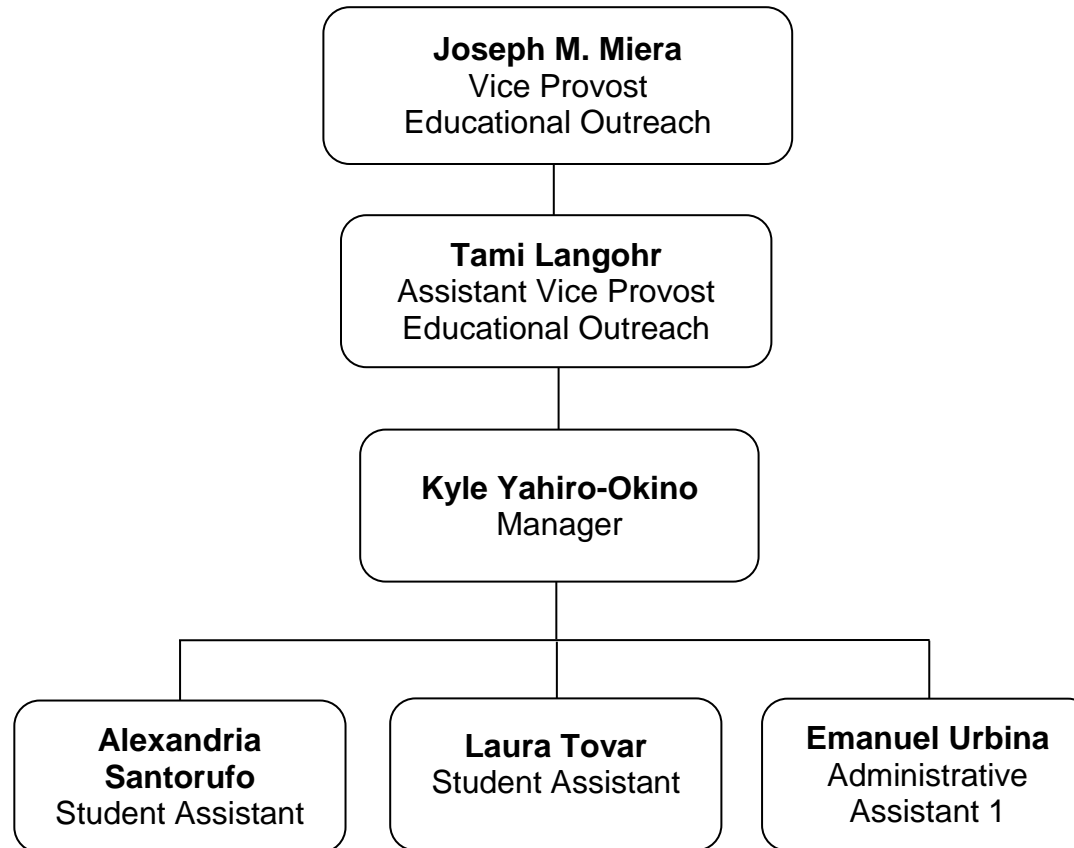 Joseph M. Miera
Vice Provost
Educational Outreach
Tami Langohr
Assistant Vice Provost
Educational Outreach
Kyle Yahiro-Okino
Manager
Alexandria
Santorufo
Student Assistant
Laura Tovar
Student Assistant
Emanuel Urbina
Administrative
Assistant 1